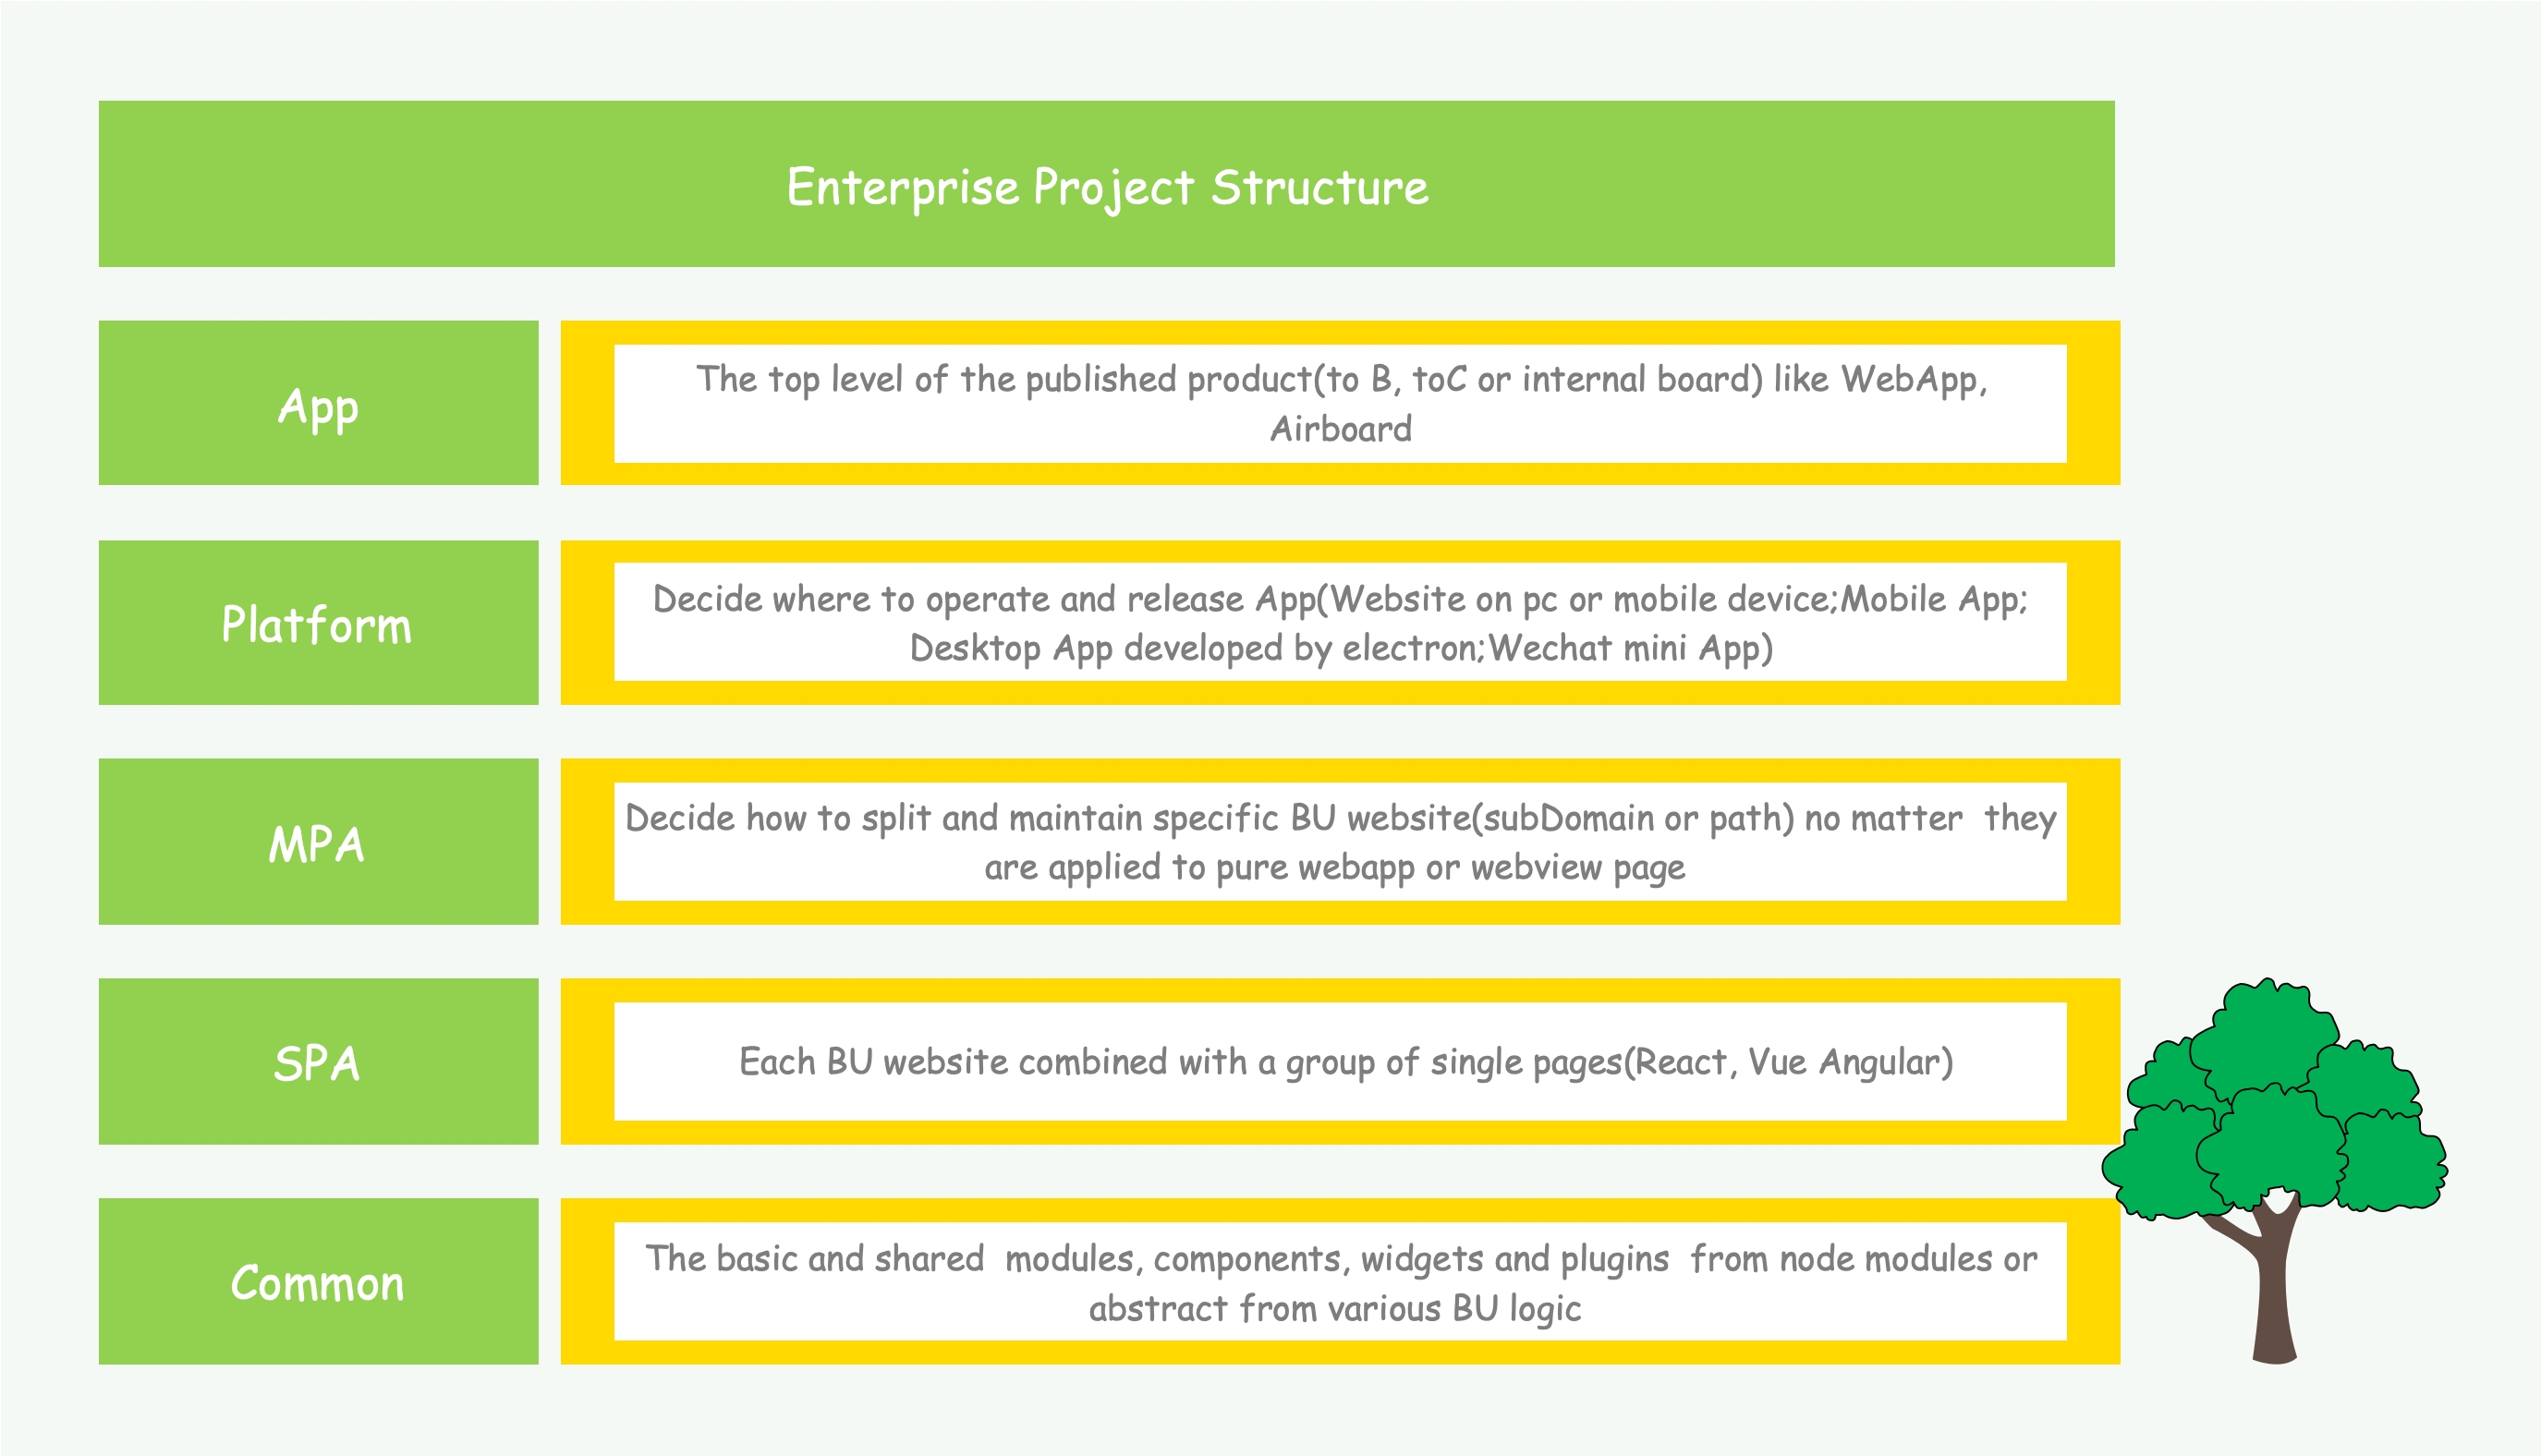 Enterprise Project Structure
App
The top level of the published product(to B, toC or internal board) like WebApp,
Airboard
Platform
Decide where to operate and release App(Website on pc or mobile device;Mobile App;
Desktop App developed by electron;Wechat mini App)
MPA
Decide how to split and maintain specific BU website(subDomain or path) no matter  they
are applied to pure webapp or webview page
SPA
Each BU website combined with a group of single pages(React, Vue Angular)
Common
The basic and shared  modules, components, widgets and plugins  from node modules or
abstract from various BU logic